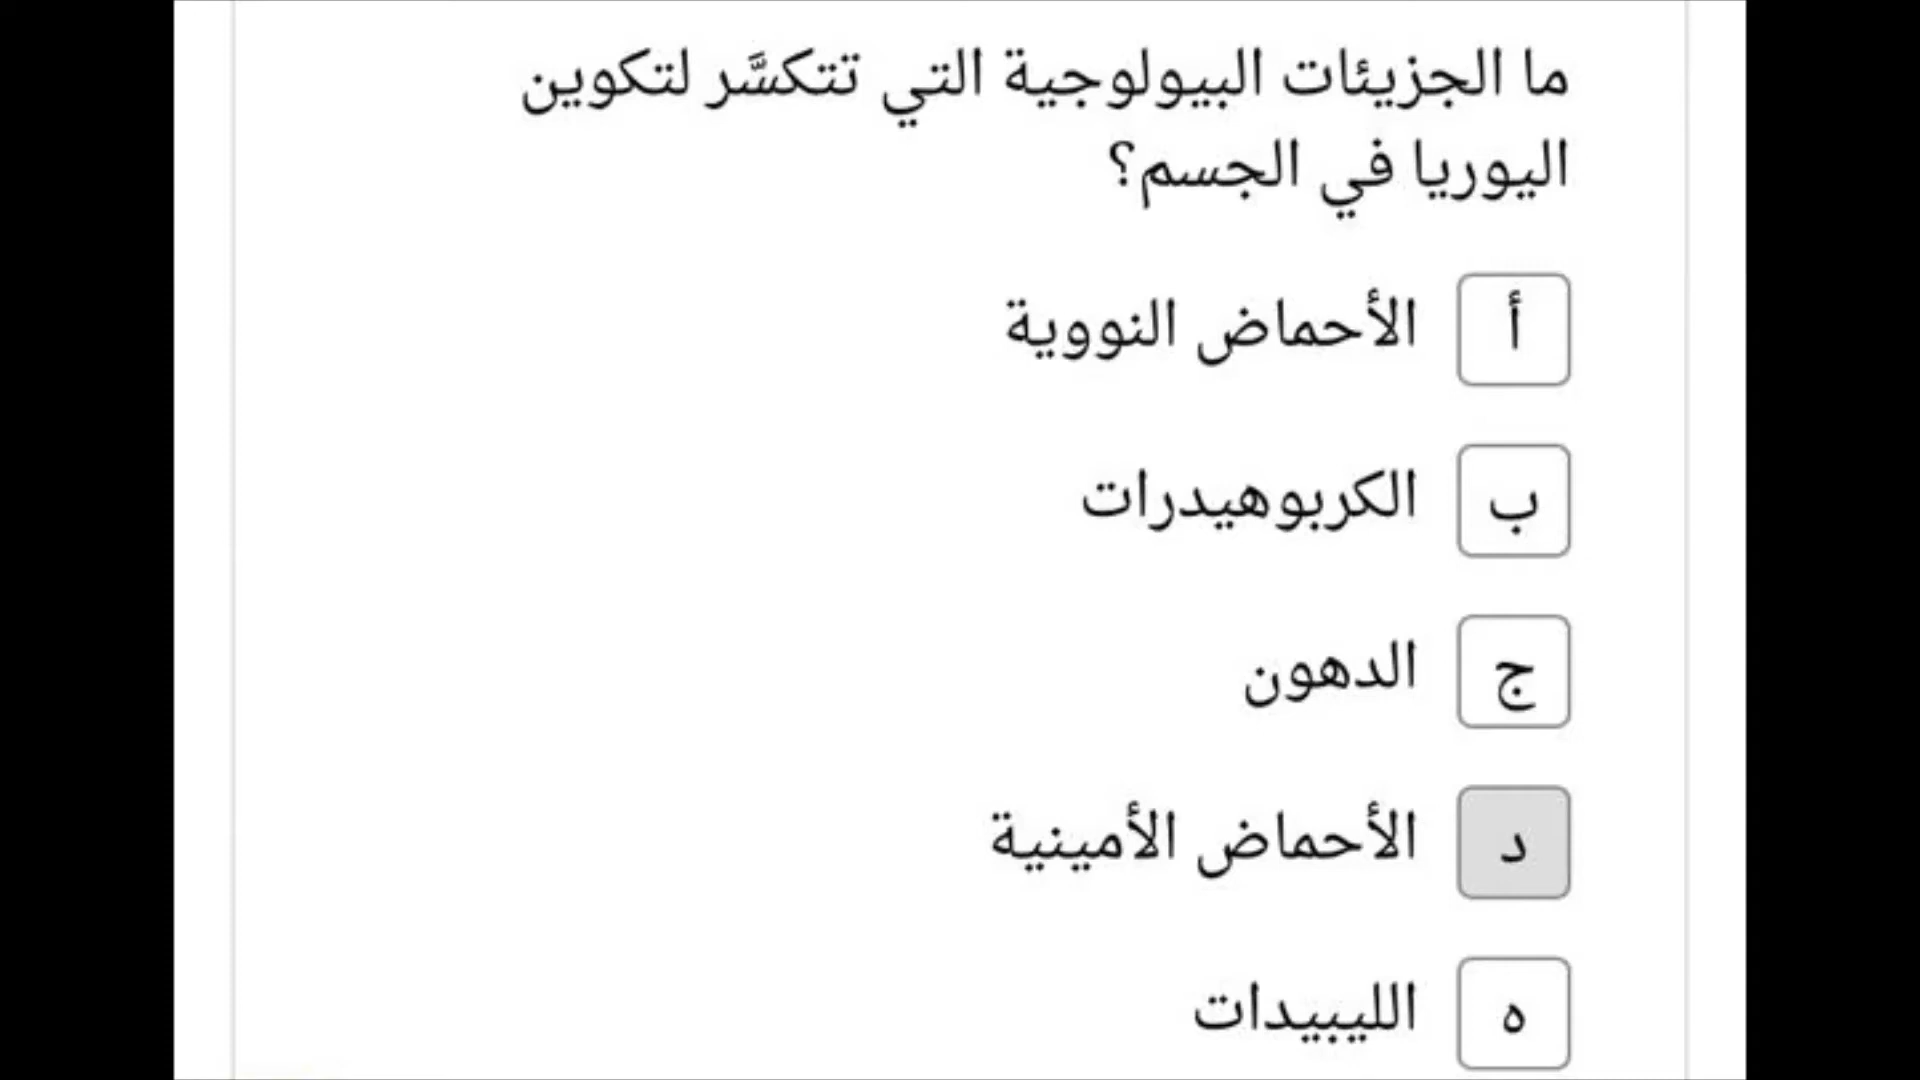 ما الجزيئات البيولوجية التي تتكسَّر لتكوين
اليوريا في الجسم؟
أ الأحماض النووية
ب الكربوهيدرات
ج الدهون
د الأحماض الأمينية
ه الليبيدات